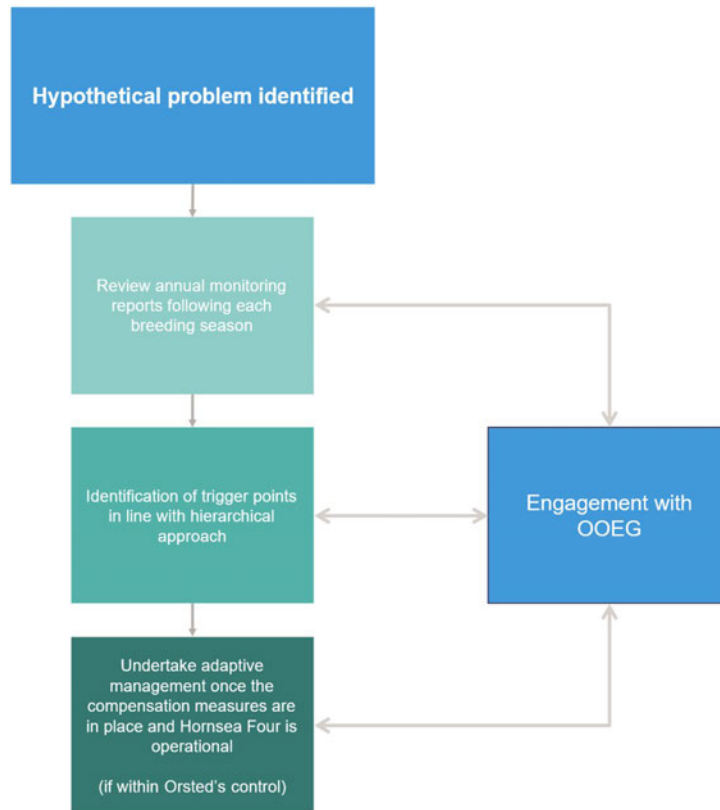 Hypothetical problem identified
Review annual monitoring
reports following each
breeding season
Identification of trigger points
in line with hierarchical
approach
Engagement with
OOEG
Undertake adaptive
management once the
compensation measures are
in place and Hornsea Four is
operational
(if within Orsted's control)